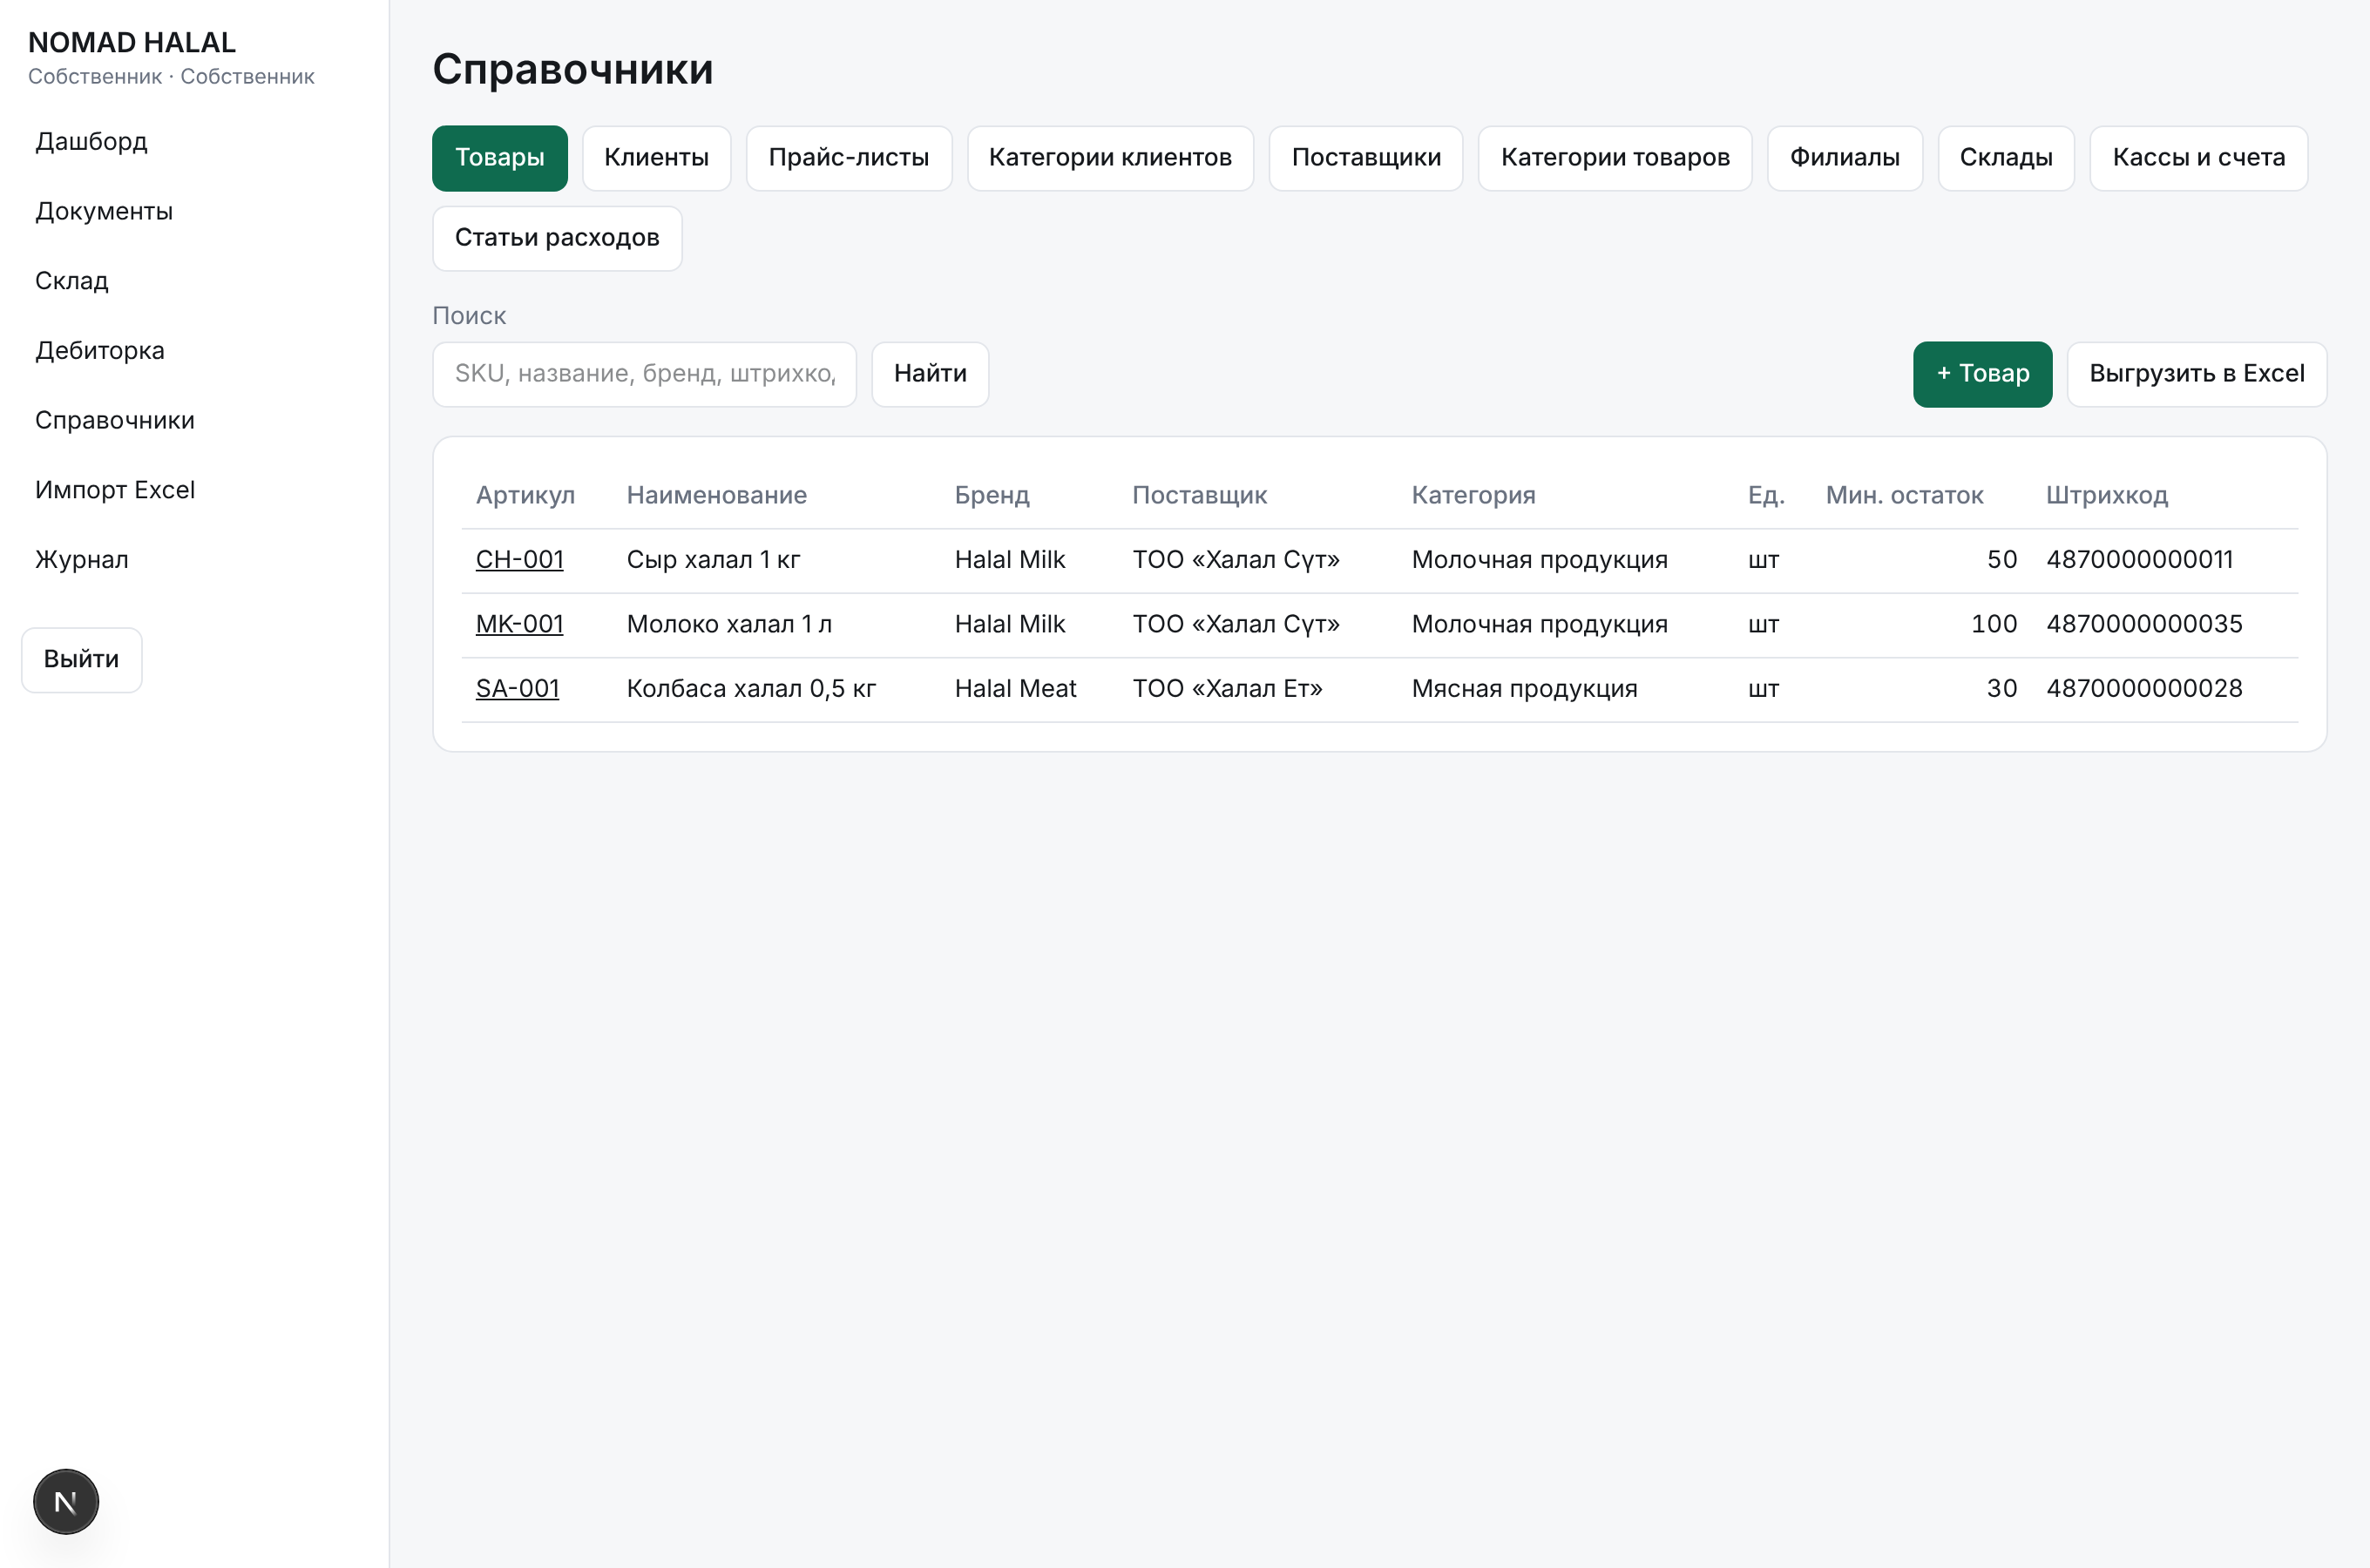 NOMAD HALAL
Собственник · Собственник
Дашборд
Документы
Склад
Дебиторка
Справочники
Импорт Excel
Журнал
Выйти
N
Справочники
Товары Клиенты Прайс-листы Категории клиентов Поставщики Категории товаров Филиалы Склады Кассы и счета
Статьи расходов
Поиск
SKU, название, бренд, штрихко
Найти + Товар Выгрузить в Excel
Артикул Наименование Бренд Поставщик Категория Ед. Мин. остаток Штрихкод
CH-001 Сыр халал 1 кг Halal Milk ТОО «Халал Сүт» Молочная продукция шт 50 4870000000011
MK-001 Молоко халал 1 л Halal Milk ТОО «Халал Сүт» Молочная продукция шт 100 4870000000035
SA-001 Колбаса халал 0,5 кг Halal Meat ТОО «Халал Ет» Мясная продукция шт 30 4870000000028